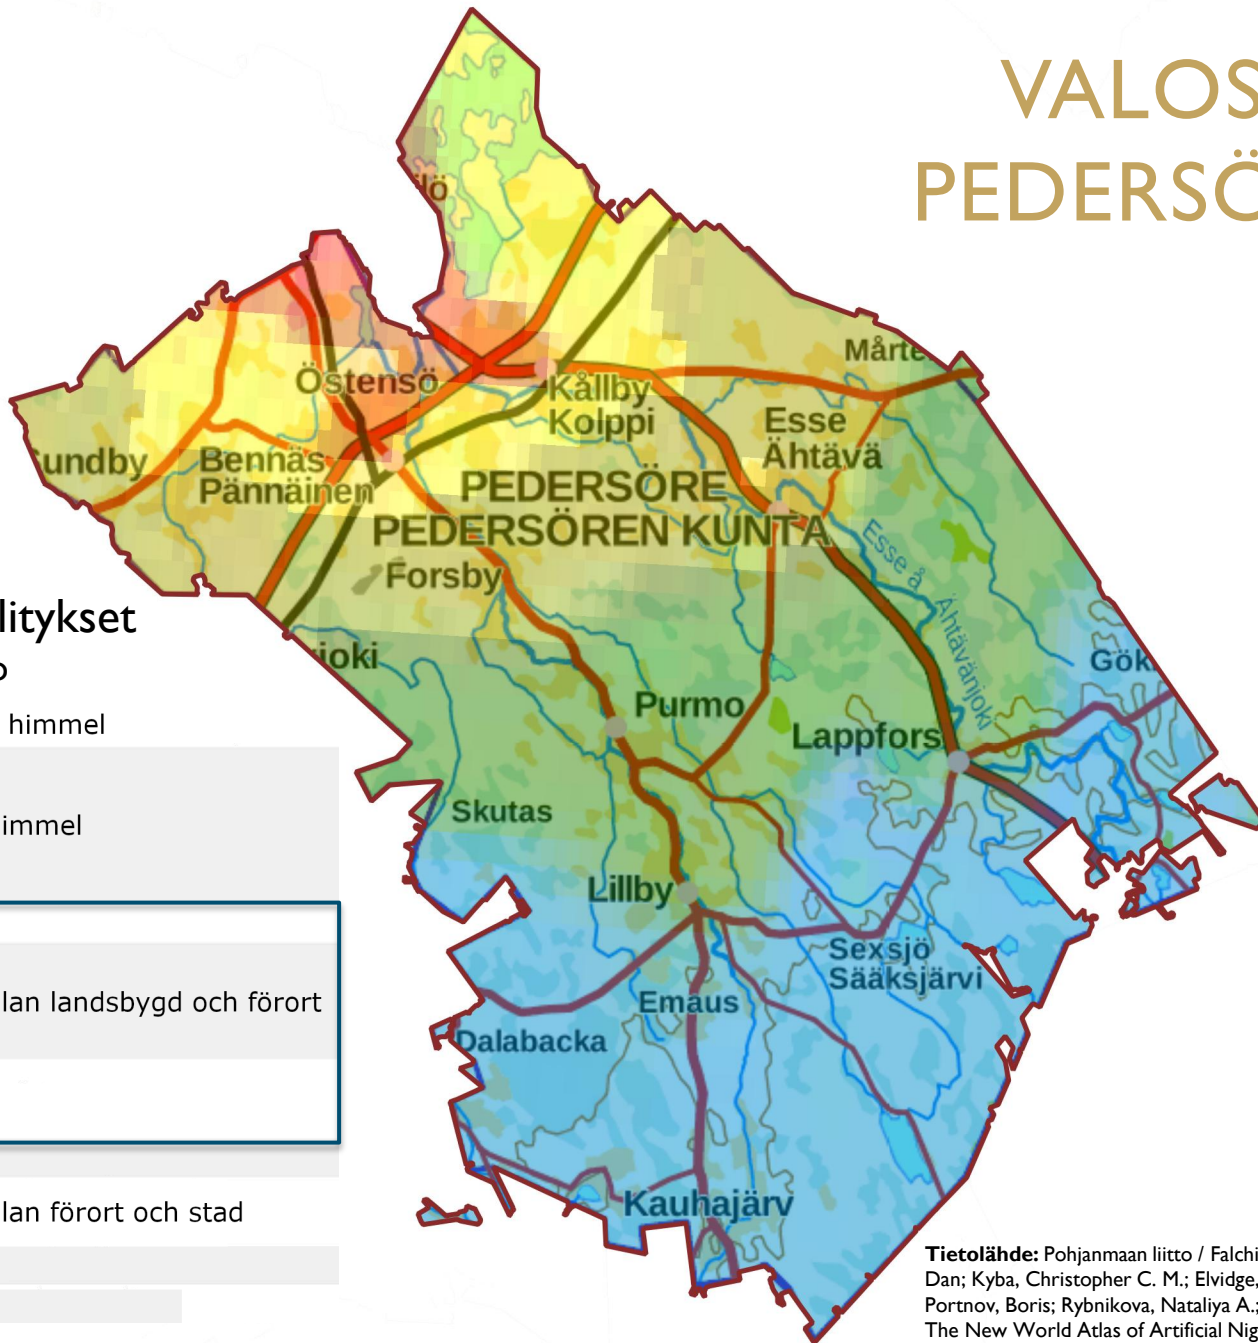 VALOS
PEDERSÖ
Östensö
Kållby
Kolppi
Mårte
Esse
Ähtävä
undby
Bennäs
Pännäinen
PEDERSÖRE
PEDERSÖREN KUNTA
Forsby
Esse å
Ähtävänjoki
litykset
joki
himmel
immel
Purmo
Lappfors
Skutas
Lillby
Sexsjö
Sääksjärvi
Emaus
Dalabacka
Kauhajärv
lan landsbygd och förort
lan förort och stad
Tietolähde: Pohjanmaan liitto / Falchi
Dan; Kyba, Christopher C. M.; Elvidge,
Portnov, Boris; Rybnikova, Nataliya A.;
The New World Atlas of Artificial Nig